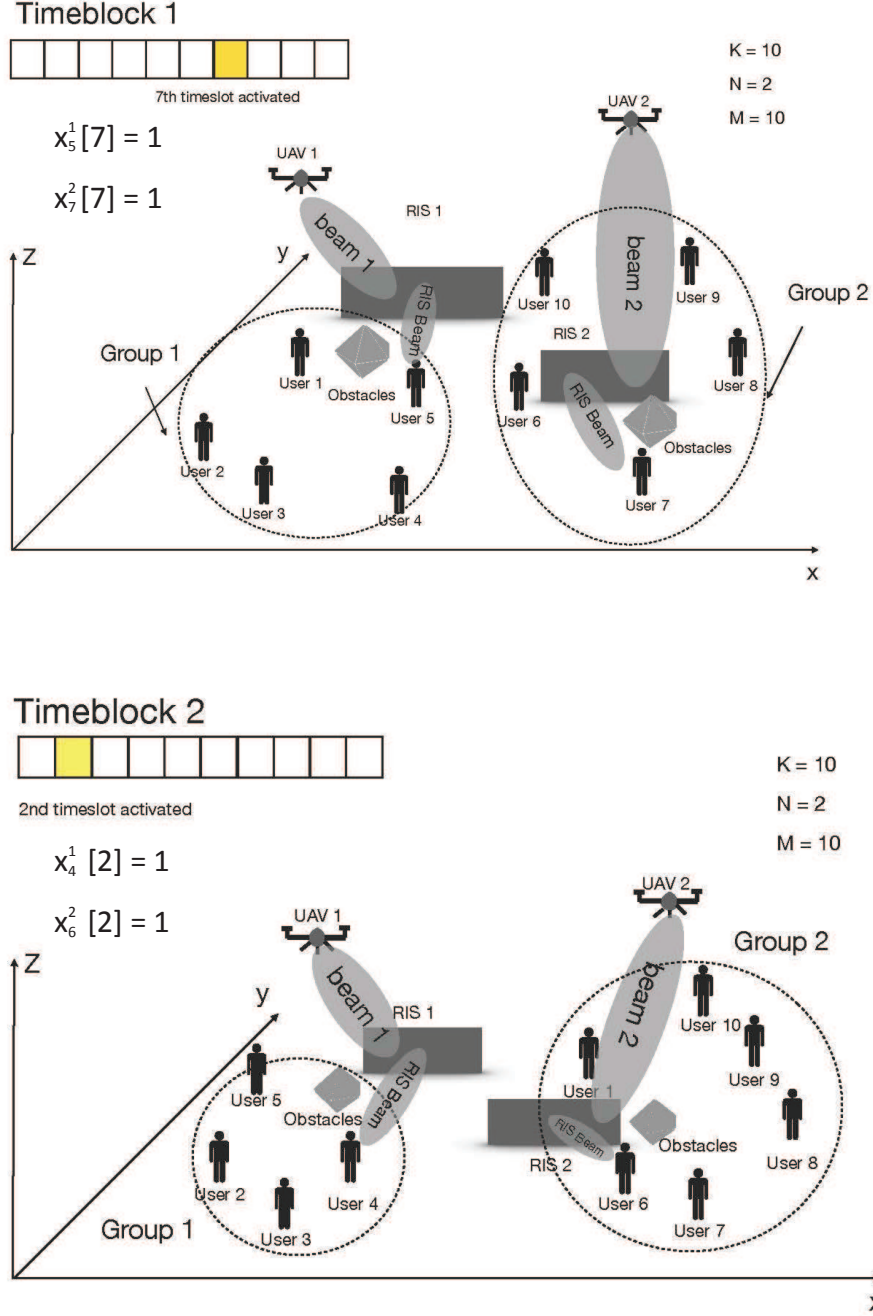 Timeblock 1
7th timeslot activated
x₅¹[7] = 1
x₇²[7] = 1
K = 10
N = 2
M = 10
UAV 1
UAV 2
RIS 1
beam 1
beam 2
Z
y
RIS Beam
User 10
User 9
Group 2
Group 1
RIS 2
User 1
Obstacles
User 5
User 6
User 8
RIS Beam
Obstacles
User 2
User 3
User 4
User 7
x
Timeblock 2
2nd timeslot activated
x₄¹ [2] = 1
x₆² [2] = 1
K = 10
N = 2
M = 10
UAV 1
UAV 2
Group 2
Z
y
beam 1
beam 2
RIS 1
User 10
RIS Beam
User 5
Obstacles
User 1
User 9
RIS Beam
Obstacles
RIS 2
User 8
User 2
User 4
User 6
User 3
User 7
Group 1
x